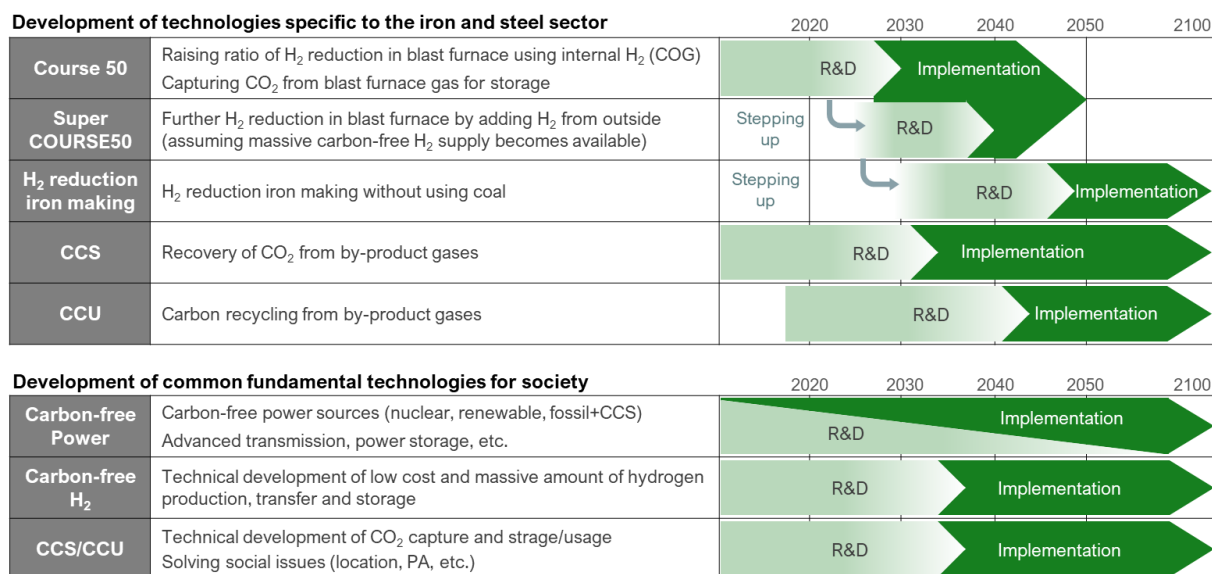 Development of technologies specific to the iron and steel sector
2020 2030 2040 2050 2100
Course 50
Raising ratio of H₂ reduction in blast furnace using internal H₂ (COG)
Capturing CO₂ from blast furnace gas for storage
R&D
Implementation
Super
COURSE50
Further H₂ reduction in blast furnace by adding H₂ from outside
(assuming massive carbon-free H₂ supply becomes available)
Stepping
up
R&D
H₂ reduction
iron making
H₂ reduction iron making without using coal
Stepping
up
R&D
Implementation
CCS
Recovery of CO₂ from by-product gases
R&D
Implementation
CCU
Carbon recycling from by-product gases
R&D
Implementation
Development of common fundamental technologies for society
2020 2030 2040 2050 2100
Carbon-free
Power
Carbon-free power sources (nuclear, renewable, fossil+CCS)
Advanced transmission, power storage, etc.
R&D
Implementation
Carbon-free
H₂
Technical development of low cost and massive amount of hydrogen
production, transfer and storage
R&D
Implementation
CCS/CCU
Technical development of CO₂ capture and strage/usage
Solving social issues (location, PA, etc.)
R&D
Implementation